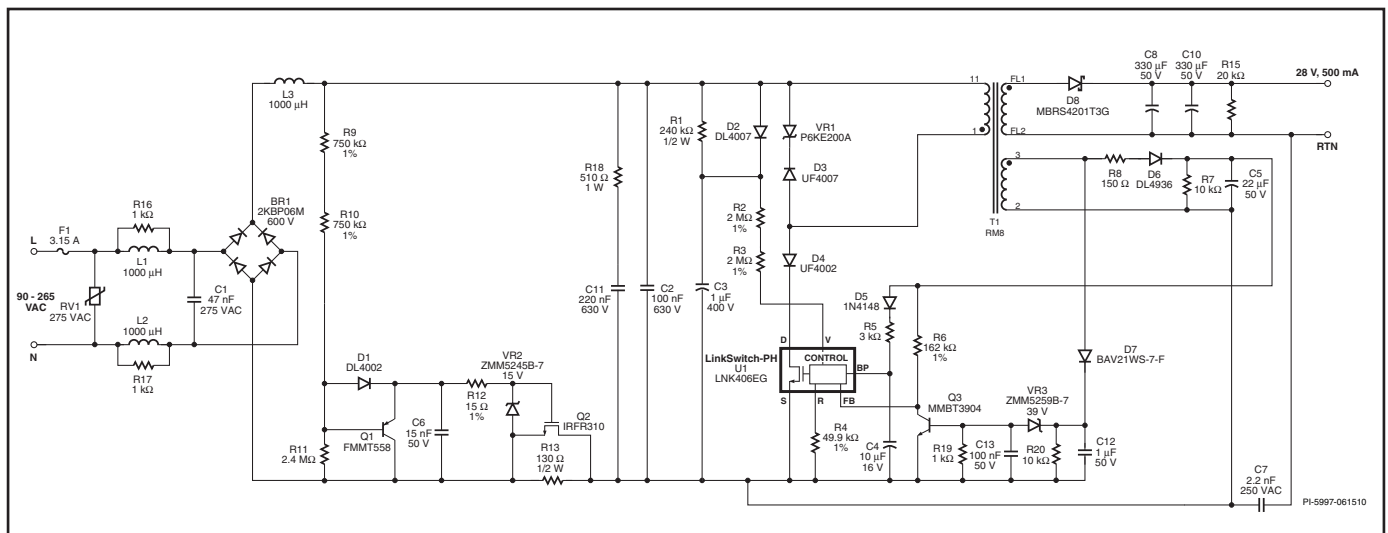 L3
1000 µH
R9
750 kΩ
1%
R10
750 kΩ
1%
R16
1 kΩ
BR1
2KBP06M
600 V
L
F1
3.15 A
L1
1000 µH
90 - 265
VAC
RV1
275 VAC
C1
47 nF
275 VAC
L2
1000 µH
N
R17
1 kΩ
D1
DL4002
Q1
FMMT558
R11
2.4 MΩ
C6
15 nF
50 V
R12
15 Ω
1%
VR2
ZMM5245B-7
15 V
Q2
IRFR310
R13
130 Ω
1/2 W
R18
510 Ω
1 W
C11
220 nF
630 V
C2
100 nF
630 V
R1
240 kΩ
1/2 W
C3
1 µF
400 V
D2
DL4007
VR1
P6KE200A
D3
UF4007
R2
2 MΩ
1%
R3
2 MΩ
1%
D4
UF4002
D5
1N4148
R5
3 kΩ
R6
162 kΩ
1%
LinkSwitch-PH
U1
LNK406EG
D
V
CONTROL
BP
S
R
FB
R4
49.9 kΩ
1%
C4
10 µF
16 V
Q3
MMBT3904
R19
1 kΩ
C13
100 nF
50 V
VR3
ZMM5259B-7
39 V
R20
10 kΩ
C12
1 µF
50 V
D7
BAV21WS-7-F
11
1
FL1
FL2
3
2
T1
RM8
D8
MBRS4201T3G
C8
330 µF
50 V
C10
330 µF
50 V
R15
20 kΩ
28 V, 500 mA
RTN
R8
150 Ω
D6
DL4936
R7
10 kΩ
C5
22 µF
50 V
C7
2.2 nF
250 VAC
PI-5997-061510